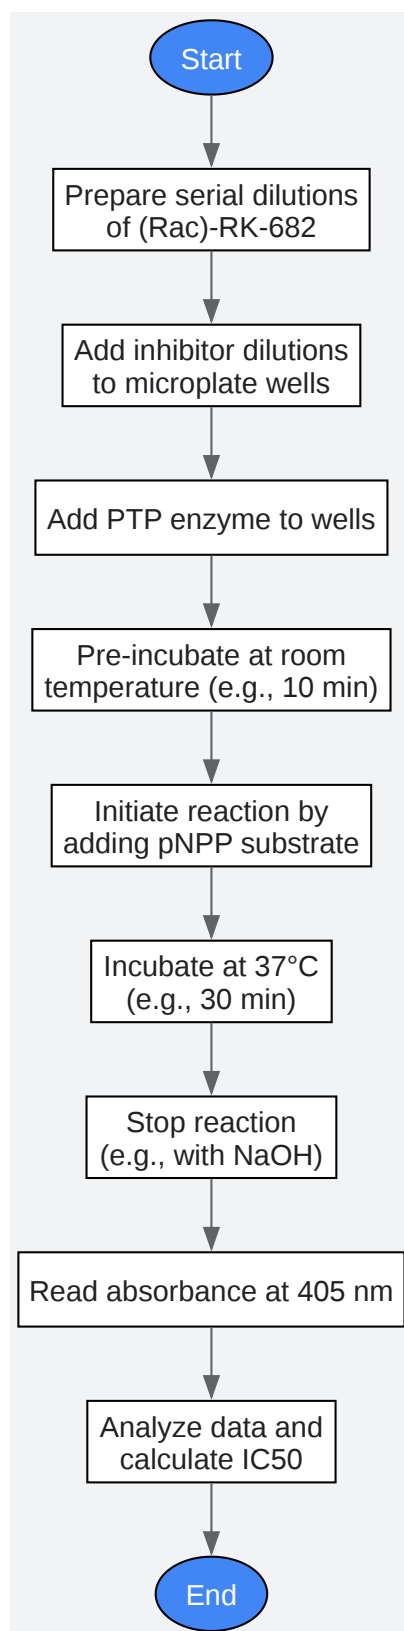 Start
Prepare serial dilutions
of (Rac)-RK-682
Add inhibitor dilutions
to microplate wells
Add PTP enzyme to wells
Pre-incubate at room
temperature (e.g., 10 min)
Initiate reaction by
adding pNPP substrate
Incubate at 37°C
(e.g., 30 min)
Stop reaction
(e.g., with NaOH)
Read absorbance at 405 nm
Analyze data and
calculate IC50
End